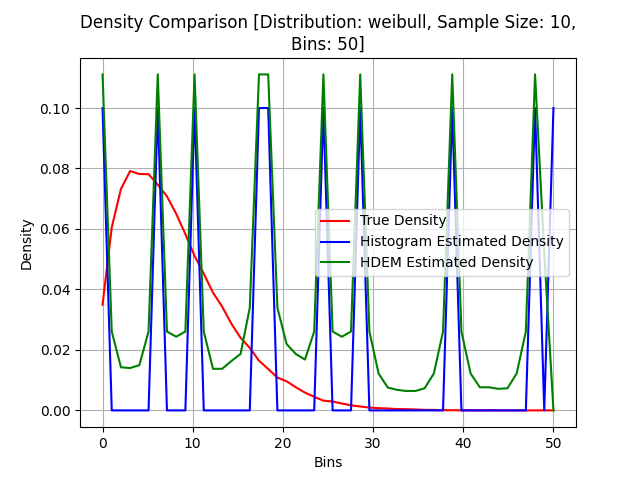 Density Comparison [Distribution: weibull, Sample Size: 10,
Bins: 50]
Density
0.10
0.08
0.06
0.04
0.02
0.00
True Density
Histogram Estimated Density
HDEM Estimated Density
0 10 20 30 40 50
Bins